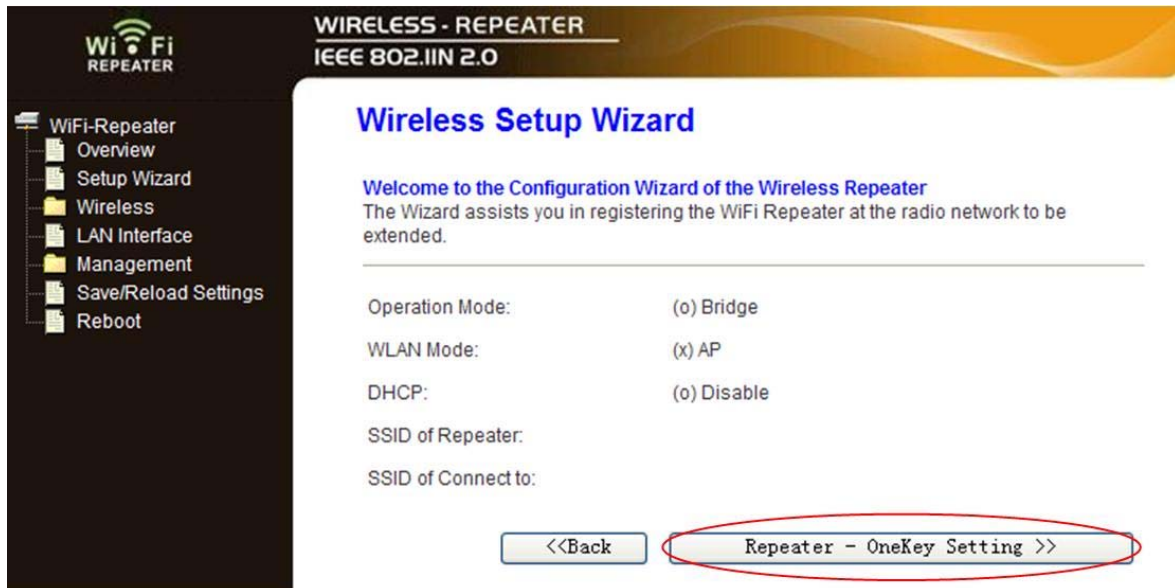 WiFi
REPEATER
WIRELESS - REPEATER
IEEE 802.IIN 2.0
WiFi-Repeater
Overview
Setup Wizard
Wireless
LAN Interface
Management
Save/Reload Settings
Reboot
Wireless Setup Wizard
Welcome to the Configuration Wizard of the Wireless Repeater
The Wizard assists you in registering the WiFi Repeater at the radio network to be
extended.
Operation Mode: (o) Bridge
WLAN Mode: (x) AP
DHCP: (o) Disable
SSID of Repeater:
SSID of Connect to:
<<Back Repeater - OneKey Setting >>